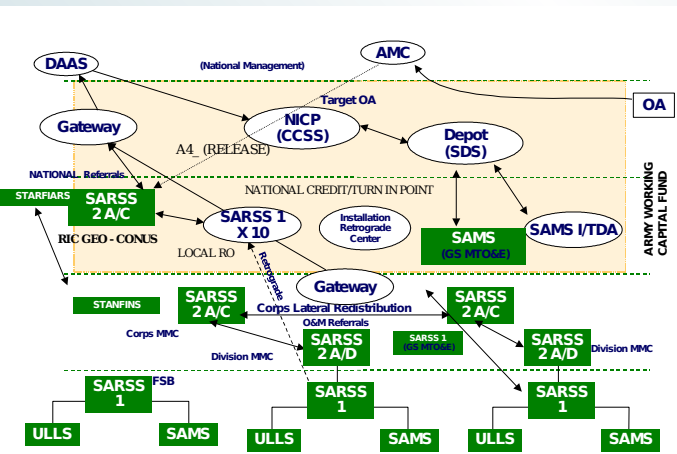 AMC
DAAS
(National Management)
Target OA
OA
NICP
(CCSS)
Gateway
Depot
(SDS)
A4_ (RELEASE)
NATIONAL Referrals
NATIONAL CREDIT/TURN IN POINT
STARFIARS
SARSS
2 A/C
SARSS 1
X 10
Installation
Retrograde
Center
SAMS
(GS MTO&E)
SAMS I/TDA
ARMY WORKING
CAPITAL FUND
RIC GEO - CONUS
LOCAL RO
Retrograde
Gateway
STANFINS
SARSS
2 A/C
Corps Lateral Redistribution
SARSS
2 A/C
O&M Referrals
Corps MMC
SARSS 1
(GS MTO&E)
Division MMC
SARSS
2 A/D
SARSS
2 A/D
Division MMC
SARSS
1
FSB
SARSS
1
SARSS
1
ULLS
SAMS
ULLS
SAMS
ULLS
SAMS